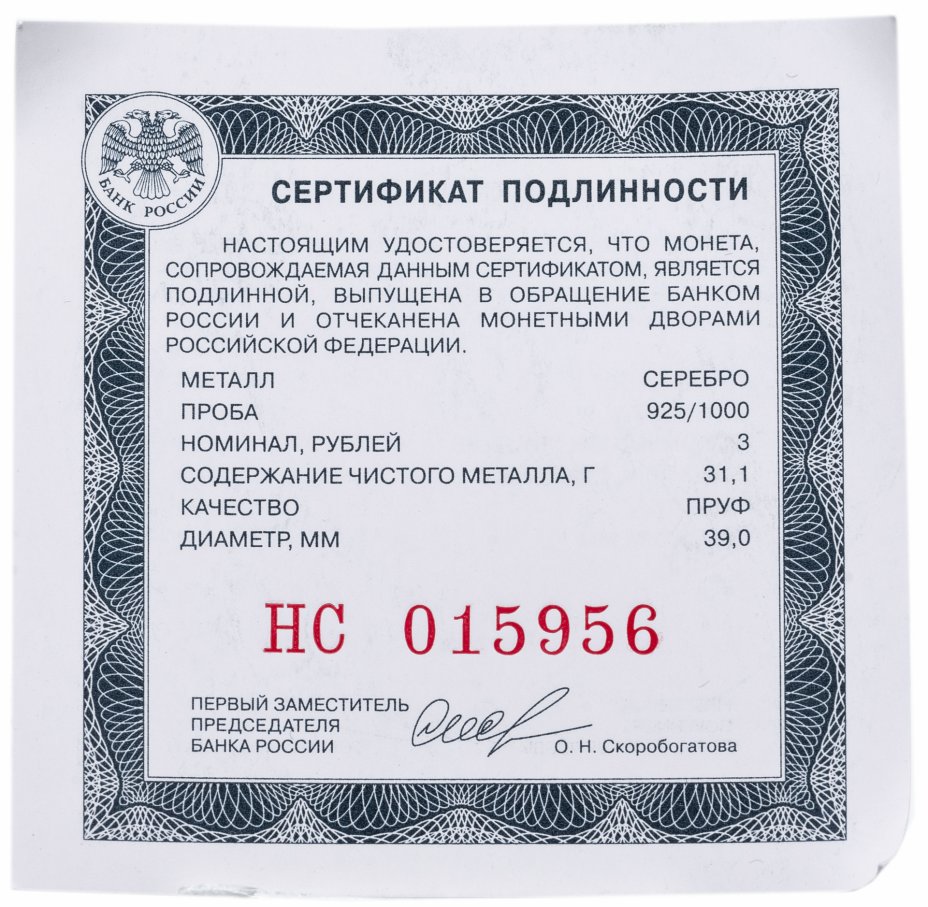 БАНК РОССИИ
СЕРТИФИКАТ ПОДЛИННОСТИ
НАСТОЯЩИМ УДОСТОВЕРЯЕТСЯ, ЧТО МОНЕТА,
СОПРОВОЖДАЕМАЯ ДАННЫМ СЕРТИФИКАТОМ, ЯВЛЯЕТСЯ
ПОДЛИННОЙ, ВЫПУЩЕНА В ОБРАЩЕНИЕ БАНКОМ
РОССИИ И ОТЧЕКАНЕНА МОНЕТНЫМИ ДВОРАМИ
РОССИЙСКОЙ ФЕДЕРАЦИИ.
МЕТАЛЛ СЕРЕБРО
ПРОБА 925/1000
НОМИНАЛ, РУБЛЕЙ 3
СОДЕРЖАНИЕ ЧИСТОГО МЕТАЛЛА, Г 31,1
КАЧЕСТВО ПРУФ
ДИАМЕТР, ММ 39,0
НС 015956
ПЕРВЫЙ ЗАМЕСТИТЕЛЬ
ПРЕДСЕДАТЕЛЯ
БАНКА РОССИИ О. Н. Скоробогатова